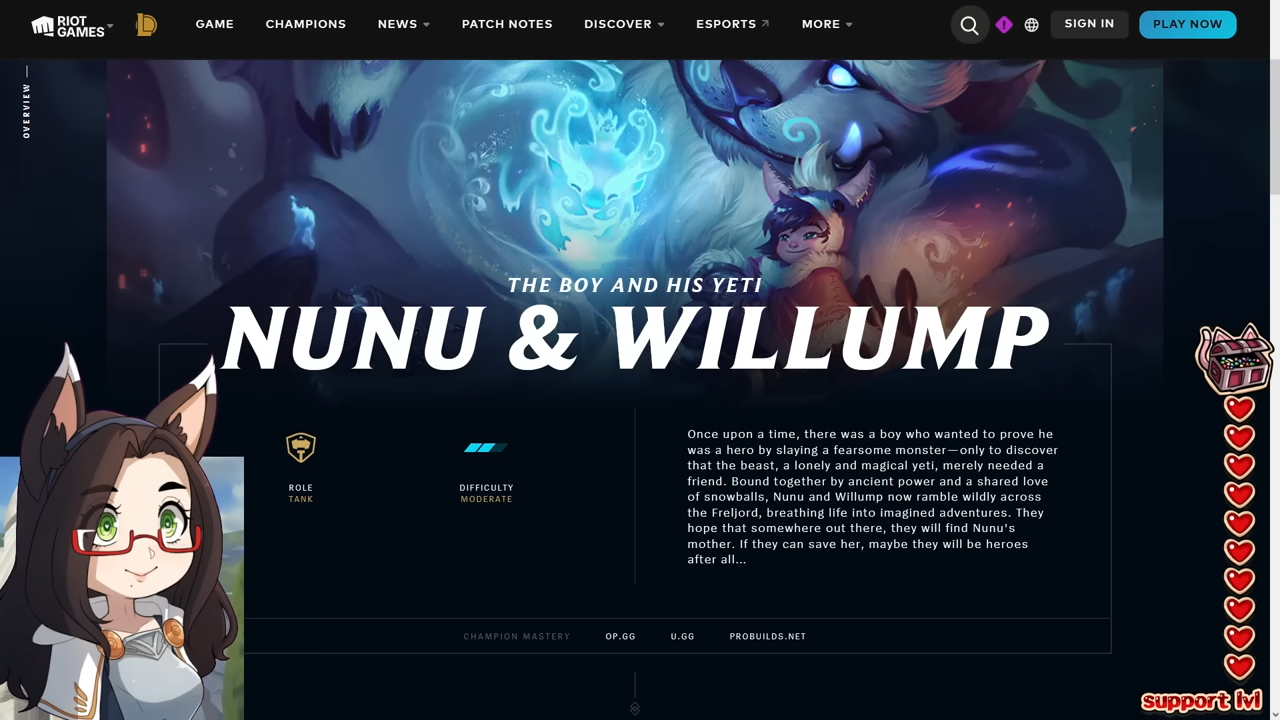 RIOT GAMES
GAME
CHAMPIONS
NEWS
PATCH NOTES
DISCOVER
ESPORTS
MORE
SIGN IN
PLAY NOW
OVERVIEW
THE BOY AND HIS YETI
NUNU & WILLUMP
ROLE
TANK
DIFFICULTY
MODERATE
Once upon a time, there was a boy who wanted to prove he
was a hero by slaying a fearsome monster—only to discover
that the beast, a lonely and magical yeti, merely needed a
friend. Bound together by ancient power and a shared love
of snowballs, Nunu and Willump now ramble wildly across
the Freljord, breathing life into imagined adventures. They
hope that somewhere out there, they will find Nunu's
mother. If they can save her, maybe they will be heroes
after all...
CHAMPION MASTERY
OP.GG
U.GG
PROBUILDS.NET
support lvl